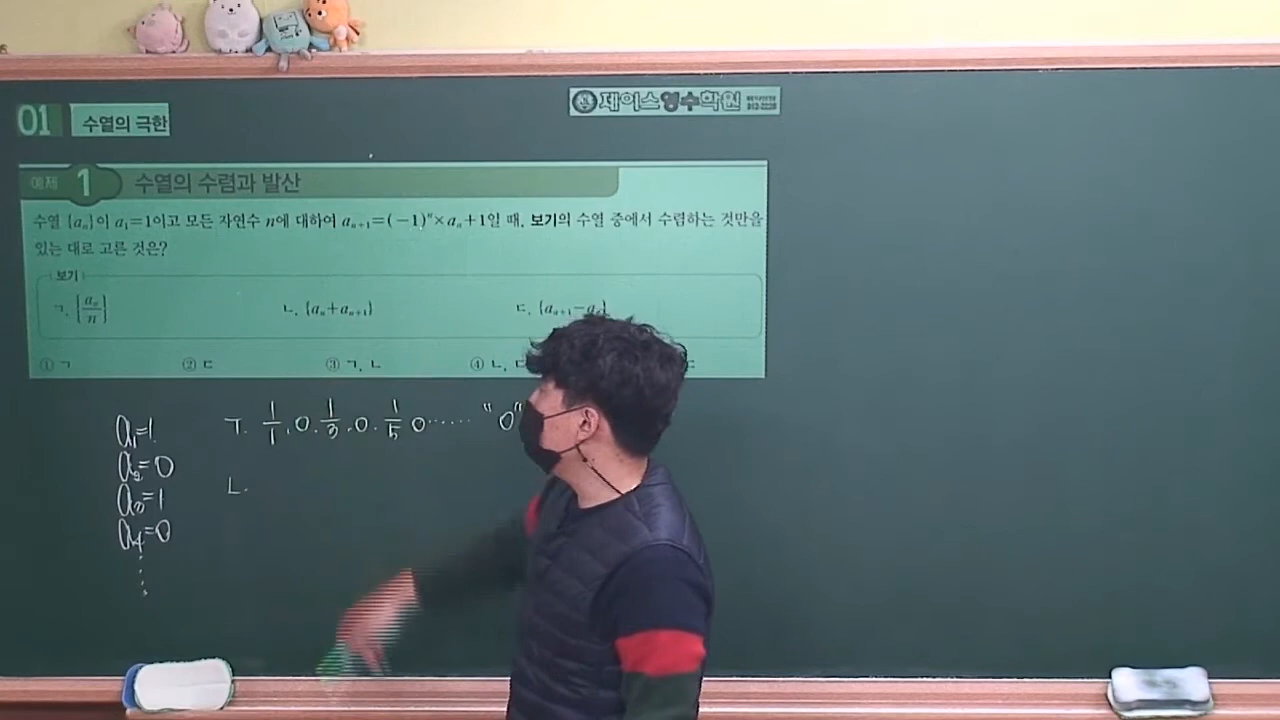 01 수열의 극한
제이스영수학원
예제 1 수열의 수렴과 발산
수열 {aₙ}이 a₁=1이고 모든 자연수 n에 대하여 aₙ₊₁=(-1)ⁿ×aₙ+1일 때, 보기의 수열 중에서 수렴하는 것만을
있는 대로 고른 것은?
보기
ㄱ. {aₙ/n} ㄴ. {aₙ+aₙ₊₁} ㄷ. {aₙ₊₁-aₙ}
① ㄱ ② ㄷ ③ ㄱ, ㄴ ④ ㄴ, ㄷ
a₁=1.
a₂=0
a₃=1
a₄=0
ㄱ. 1/1, 0, 1/3, 0, 1/5 0 ⋯⋯ "0"
ㄴ.